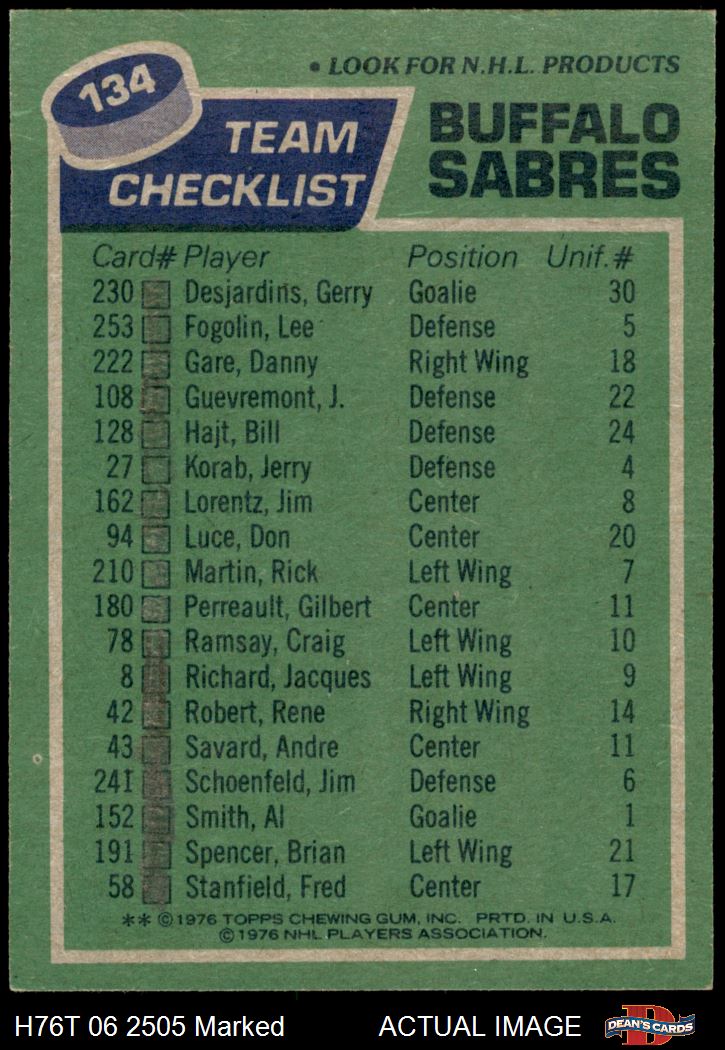 134
• LOOK FOR N.H.L. PRODUCTS
TEAM CHECKLIST
BUFFALO SABRES
Card# Player Position Unif.#
230 Desjardins, Gerry Goalie 30
253 Fogolin, Lee Defense 5
222 Gare, Danny Right Wing 18
108 Guevremont, J. Defense 22
128 Hajt, Bill Defense 24
27 Korab, Jerry Defense 4
162 Lorentz, Jim Center 8
94 Luce, Don Center 20
210 Martin, Rick Left Wing 7
180 Perreault, Gilbert Center 11
78 Ramsay, Craig Left Wing 10
8 Richard, Jacques Left Wing 9
42 Robert, Rene Right Wing 14
43 Savard, Andre Center 11
241 Schoenfeld, Jim Defense 6
152 Smith, Al Goalie 1
191 Spencer, Brian Left Wing 21
58 Stanfield, Fred Center 17
** ©1976 TOPPS CHEWING GUM, INC. PRTD. IN U.S.A.
©1976 NHL PLAYERS ASSOCIATION.
H76T 06 2505 Marked ACTUAL IMAGE
D
DEAN'S CARDS